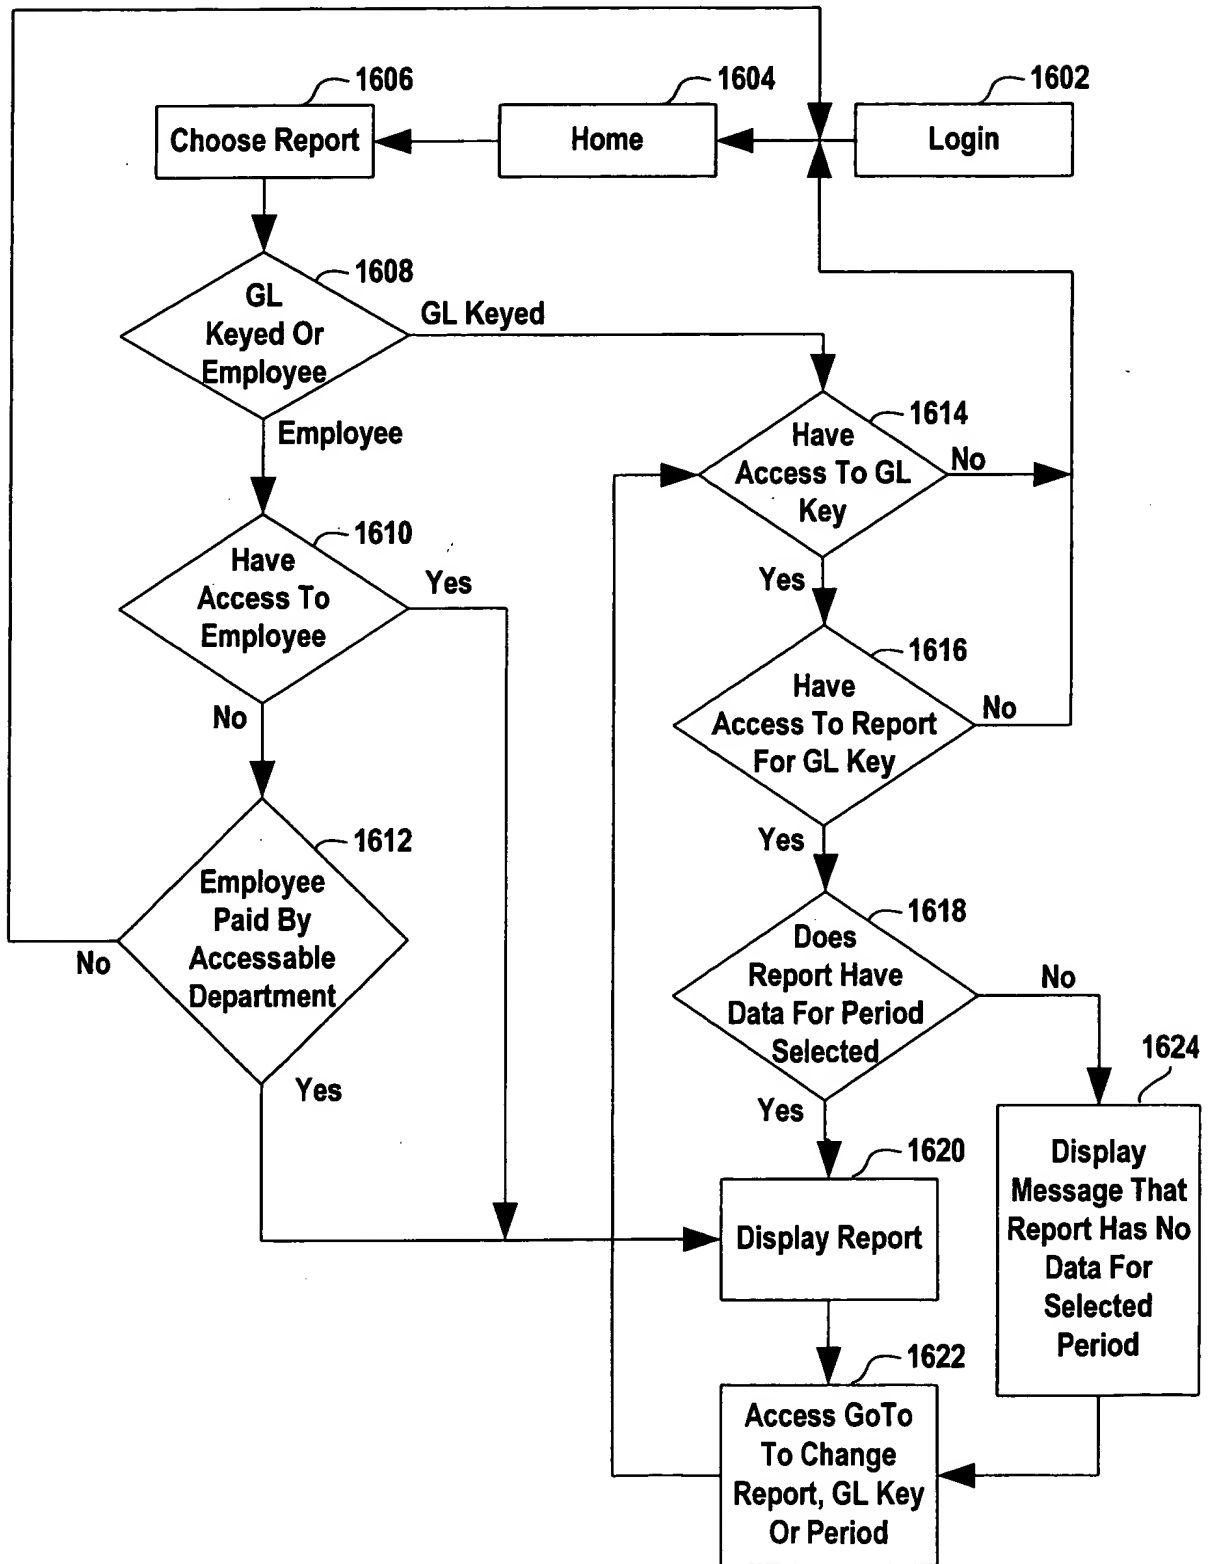 1606
1604
1602
Choose Report
Home
Login
1608
GL
Keyed Or
Employee
GL Keyed
Employee
1614
Have
Access To GL
Key
No
1610
Have
Access To
Employee
Yes
Yes
No
1616
Have
Access To Report
For GL Key
No
1612
Employee
Paid By
Accessable
Department
No
Yes
Yes
1618
Does
Report Have
Data For Period
Selected
No
Yes
1624
Display
Message That
Report Has No
Data For
Selected
Period
1620
Display Report
1622
Access GoTo
To Change
Report, GL Key
Or Period